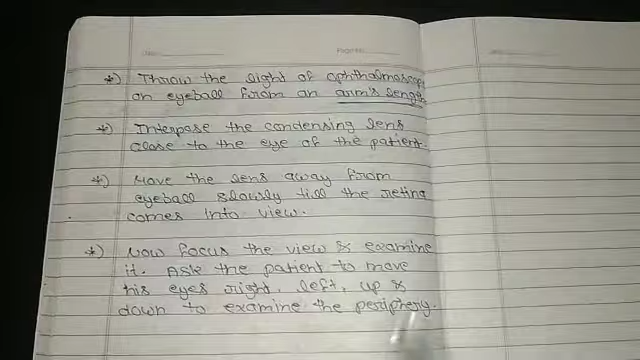 *) Throw the light of ophthalmoscope
on eyeball from an arm's length
*) Interpose the condensing lens
close to the eye of the patient.
*) Move the lens away from
eyeball slowly till the retina
comes into view.
*) Now focus the view & examine
it. Ask the patient to move
his eyes right, left, up &
down to examine the periphery.